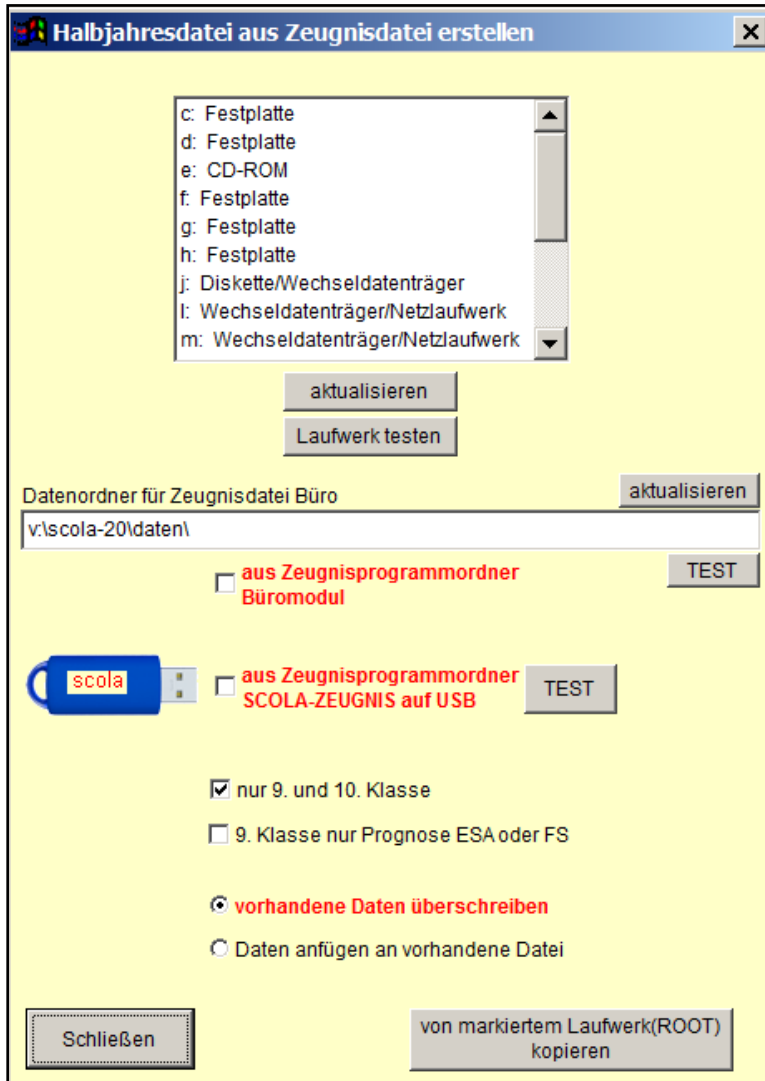 Halbjahresdatei aus Zeugnisdatei erstellen
c: Festplatte
d: Festplatte
e: CD-ROM
f: Festplatte
g: Festplatte
h: Festplatte
j: Diskette/Wechseldatenträger
l: Wechseldatenträger/Netzlaufwerk
m: Wechseldatenträger/Netzlaufwerk
aktualisieren
Laufwerk testen
Datenordner für Zeugnisdatei Büro
aktualisieren
v:\scola-20\daten\
TEST
aus Zeugnisprogrammordner
Büromodul
scola
aus Zeugnisprogrammordner
SCOLA-ZEUGNIS auf USB
TEST
nur 9. und 10. Klasse
9. Klasse nur Prognose ESA oder FS
vorhandene Daten überschreiben
Daten anfügen an vorhandene Datei
Schließen
von markiertem Laufwerk(ROOT)
kopieren